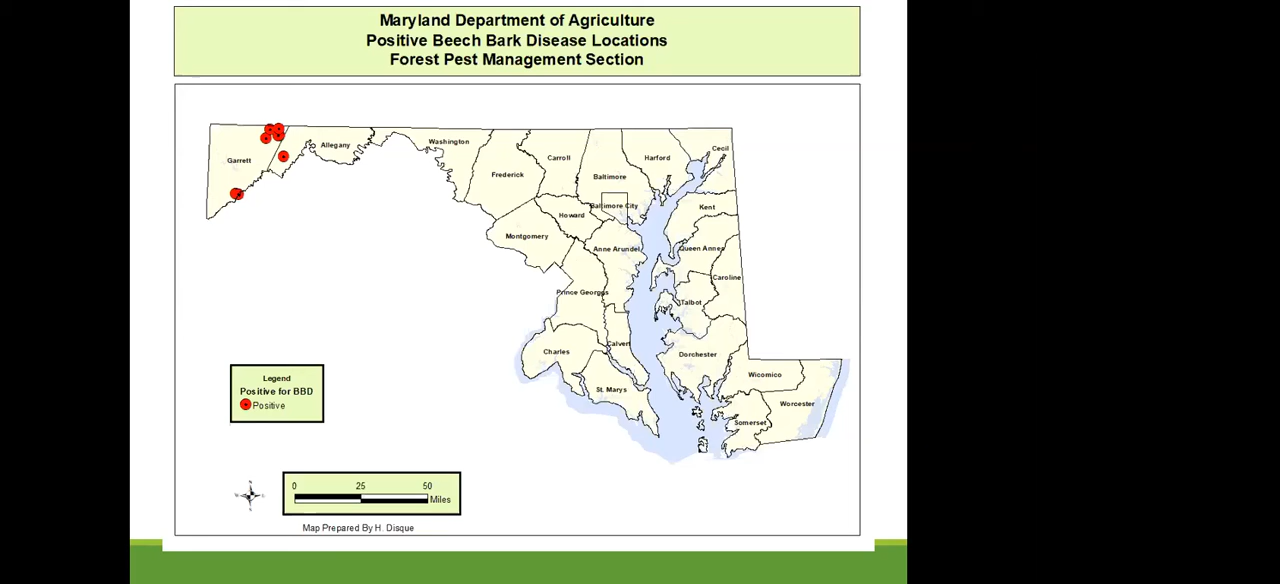 Maryland Department of Agriculture
Positive Beech Bark Disease Locations
Forest Pest Management Section
Garrett
Allegany
Washington
Frederick
Carroll
Baltimore
Harford
Cecil
Baltimore City
Howard
Kent
Montgomery
Anne Arundel
Queen Annes
Caroline
Prince Georges
Talbot
Charles
Calvert
Dorchester
St. Marys
Wicomico
Worcester
Somerset
Legend
Positive for BBD
Positive
0 25 50
Miles
Map Prepared By H. Disque